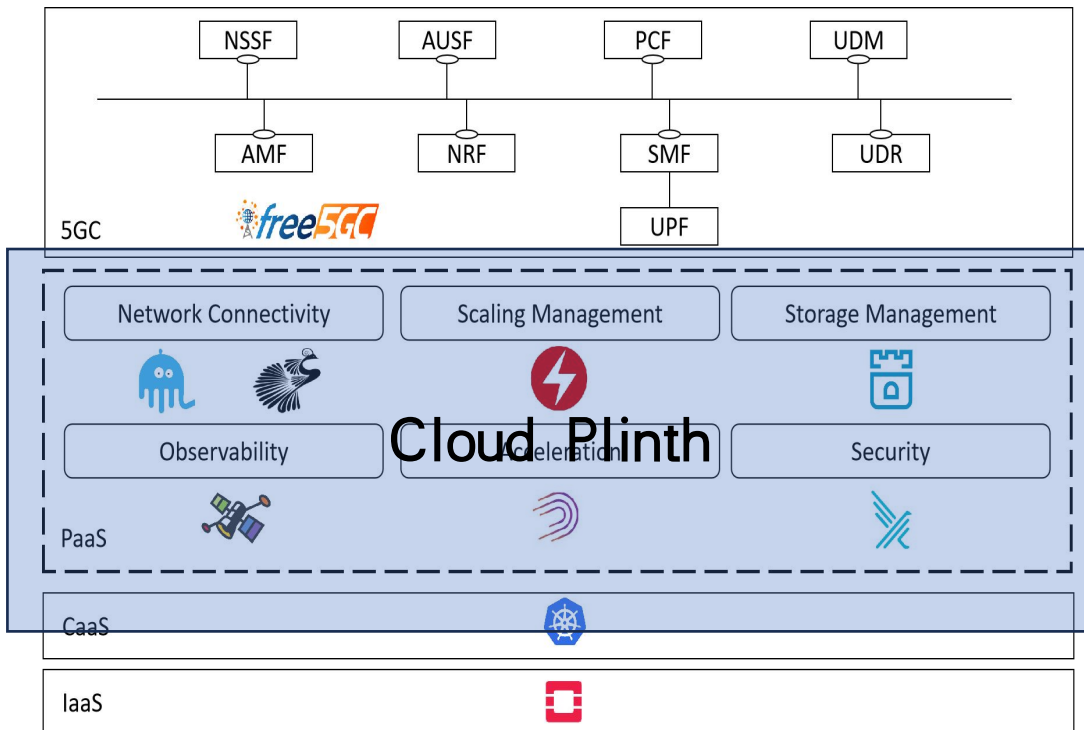 NSSF AUSF PCF UDM
AMF NRF SMF UDR
5GC free5GC UPF
Network Connectivity Scaling Management Storage Management
D
Cloud Plinth
Observability Acceleration Security
PaaS
CaaS
IaaS